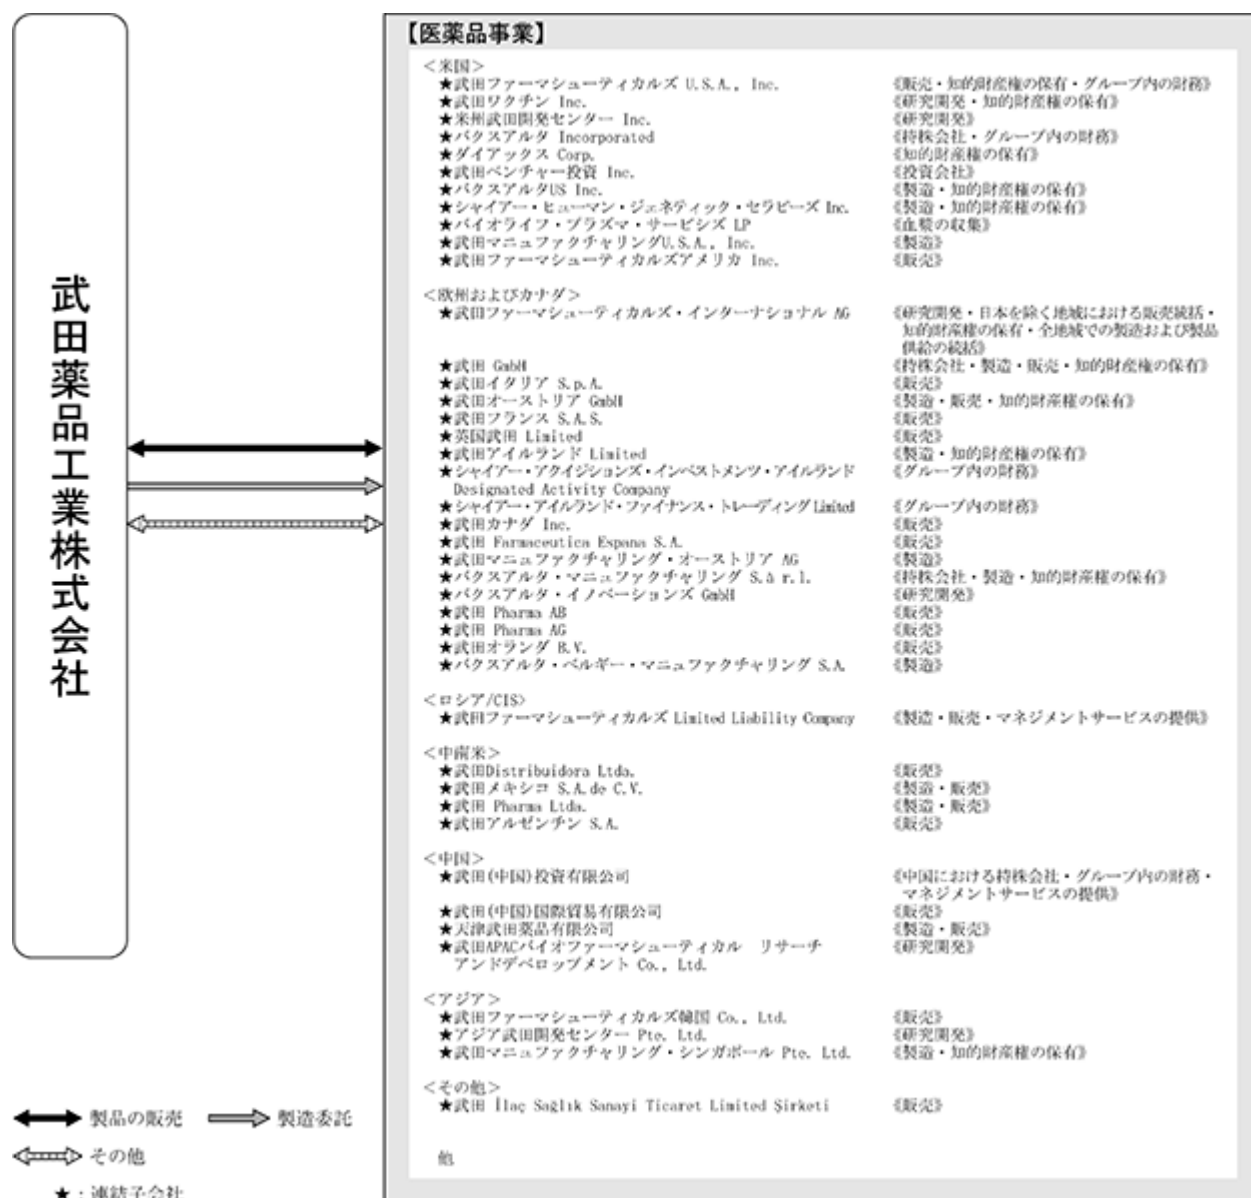 武田薬品工業株式会社
【医薬品事業】
＜米国＞
★武田ファーマシューティカルズ U.S.A., Inc. 《販売・知的財産権の保有・グループ内の財務》
★武田ワクチン Inc. 《研究開発・知的財産権の保有》
★米州武田開発センター Inc. 《研究開発》
★バクスアルタ Incorporated 《持株会社・グループ内の財務》
★ダイアックス Corp. 《知的財産権の保有》
★武田ベンチャー投資 Inc. 《投資会社》
★バクスアルタUS Inc. 《製造・知的財産権の保有》
★シャイアー・ヒューマン・ジェネティック・セラピーズ Inc. 《製造・知的財産権の保有》
★バイオライフ・プラズマ・サービシズ LP 《血漿の収集》
★武田マニュファクチャリングU.S.A., Inc. 《製造》
★武田ファーマシューティカルズアメリカ Inc. 《販売》
＜欧州およびカナダ＞
★武田ファーマシューティカルズ・インターナショナル AG 《研究開発・日本を除く地域における販売統括・
知的財産権の保有・全地域での製造および製品
供給の統括》
★武田 GmbH 《持株会社・製造・販売・知的財産権の保有》
★武田イタリア S.p.A. 《販売》
★武田オーストリア GmbH 《製造・販売・知的財産権の保有》
★武田フランス S.A.S. 《販売》
★英国武田 Limited 《販売》
★武田アイルランド Limited 《製造・知的財産権の保有》
★シャイアー・アクイジションズ・インベストメンツ・アイルランド 《グループ内の財務》
Designated Activity Company
★シャイアー・アイルランド・ファイナンス・トレーディング Limited 《グループ内の財務》
★武田カナダ Inc. 《販売》
★武田 Farmaceutica Espana S.A. 《販売》
★武田マニュファクチャリング・オーストリア AG 《製造》
★バクスアルタ・マニュファクチャリング S.à r.l. 《持株会社・製造・知的財産権の保有》
★バクスアルタ・イノベーションズ GmbH 《研究開発》
★武田 Pharma AB 《販売》
★武田 Pharma AG 《販売》
★武田オランダ B.V. 《販売》
★バクスアルタ・ベルギー・マニュファクチャリング S.A. 《製造》
＜ロシア/CIS＞
★武田ファーマシューティカルズ Limited Liability Company 《製造・販売・マネジメントサービスの提供》
＜中南米＞
★武田Distribuidora Ltda. 《販売》
★武田メキシコ S.A.de C.V. 《製造・販売》
★武田 Pharma Ltda. 《製造・販売》
★武田アルゼンチン S.A. 《販売》
＜中国＞
★武田(中国)投資有限公司 《中国における持株会社・グループ内の財務・
マネジメントサービスの提供》
★武田(中国)国際貿易有限公司 《販売》
★天津武田薬品有限公司 《製造・販売》
★武田APACバイオファーマシューティカル　リサーチ 《研究開発》
アンドデベロップメント Co., Ltd.
＜アジア＞
★武田ファーマシューティカルズ韓国 Co., Ltd. 《販売》
★アジア武田開発センター Pte. Ltd. 《研究開発》
★武田マニュファクチャリング・シンガポール Pte. Ltd. 《製造・知的財産権の保有》
＜その他＞
★武田 İlaç Sağlık Sanayi Ticaret Limited Şirketi 《販売》
他
製品の販売 製造委託
その他
★：連結子会社